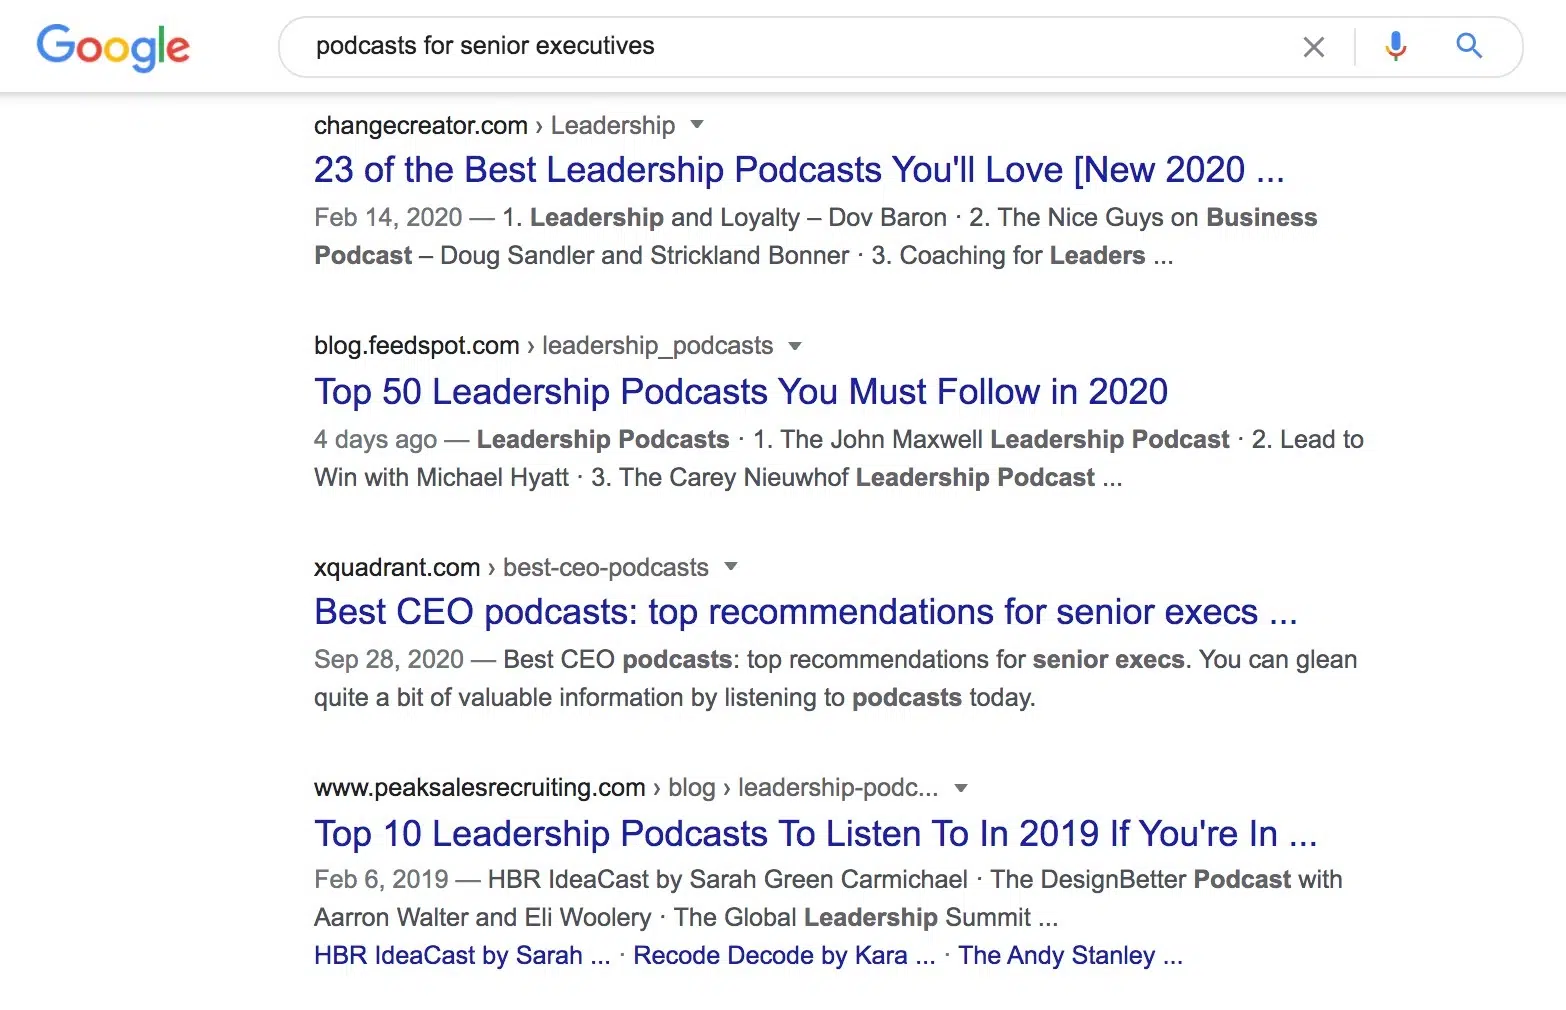 Google
podcasts for senior executives
changecreator.com › Leadership
23 of the Best Leadership Podcasts You'll Love [New 2020 ...
Feb 14, 2020 — 1. Leadership and Loyalty – Dov Baron · 2. The Nice Guys on Business
Podcast – Doug Sandler and Strickland Bonner · 3. Coaching for Leaders ...
blog.feedspot.com › leadership_podcasts
Top 50 Leadership Podcasts You Must Follow in 2020
4 days ago — Leadership Podcasts · 1. The John Maxwell Leadership Podcast · 2. Lead to
Win with Michael Hyatt · 3. The Carey Nieuwhof Leadership Podcast ...
xquadrant.com › best-ceo-podcasts
Best CEO podcasts: top recommendations for senior execs ...
Sep 28, 2020 — Best CEO podcasts: top recommendations for senior execs. You can glean
quite a bit of valuable information by listening to podcasts today.
www.peaksalesrecruiting.com › blog › leadership-podc...
Top 10 Leadership Podcasts To Listen To In 2019 If You're In ...
Feb 6, 2019 — HBR IdeaCast by Sarah Green Carmichael · The DesignBetter Podcast with
Aarron Walter and Eli Woolery · The Global Leadership Summit ...
HBR IdeaCast by Sarah ... · Recode Decode by Kara ... · The Andy Stanley ...